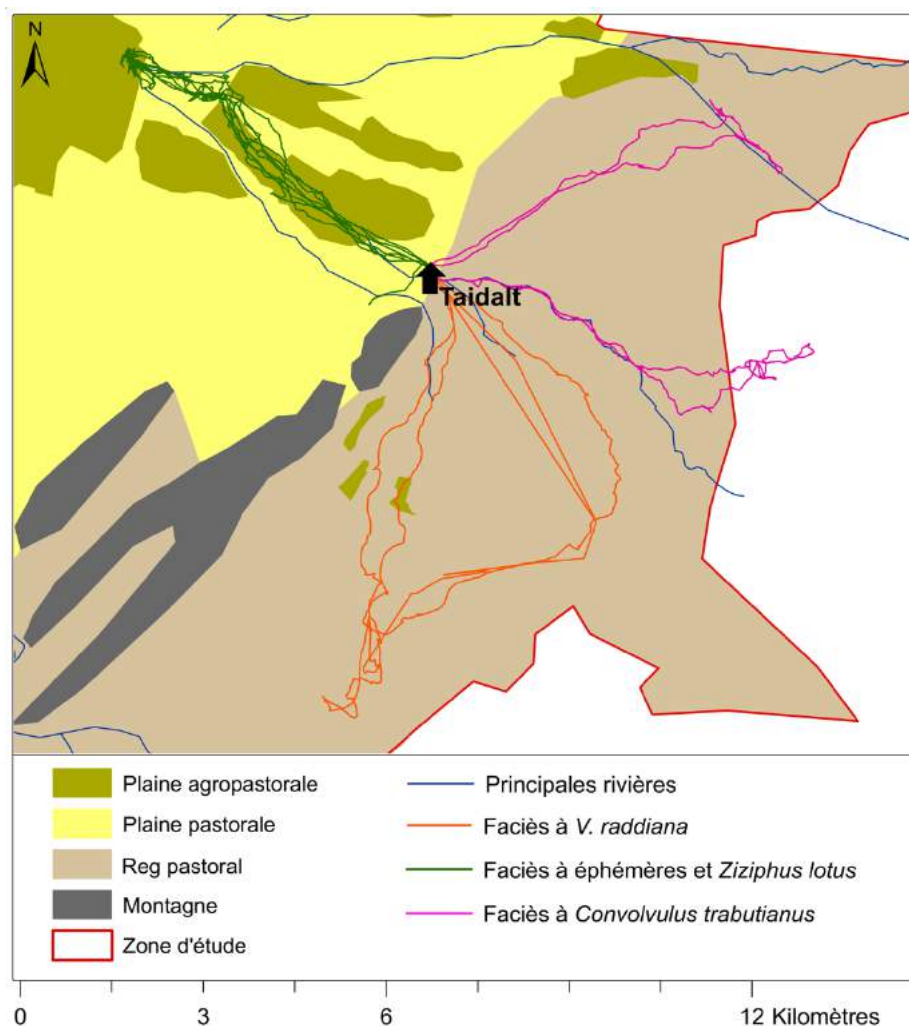 N
Taidalt
Plaine agropastorale
Plaine pastorale
Reg pastoral
Montagne
Zone d'étude
Principales rivières
Faciès à V. raddiana
Faciès à éphémères et Ziziphus lotus
Faciès à Convolvulus trabutianus
0 3 6 12 Kilomètres